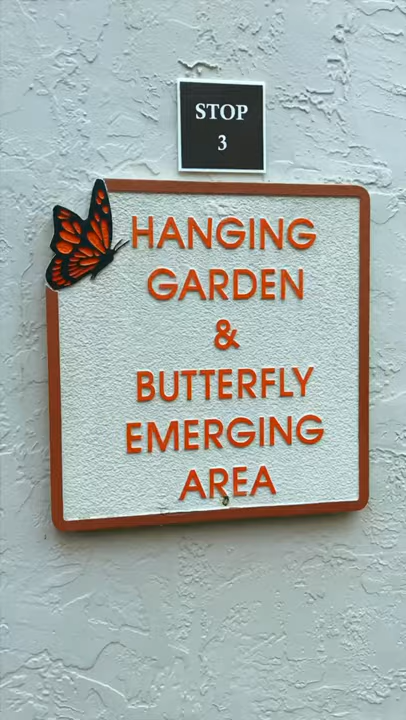 STOP
3
HANGING
GARDEN
&
BUTTERFLY
EMERGING
AREA